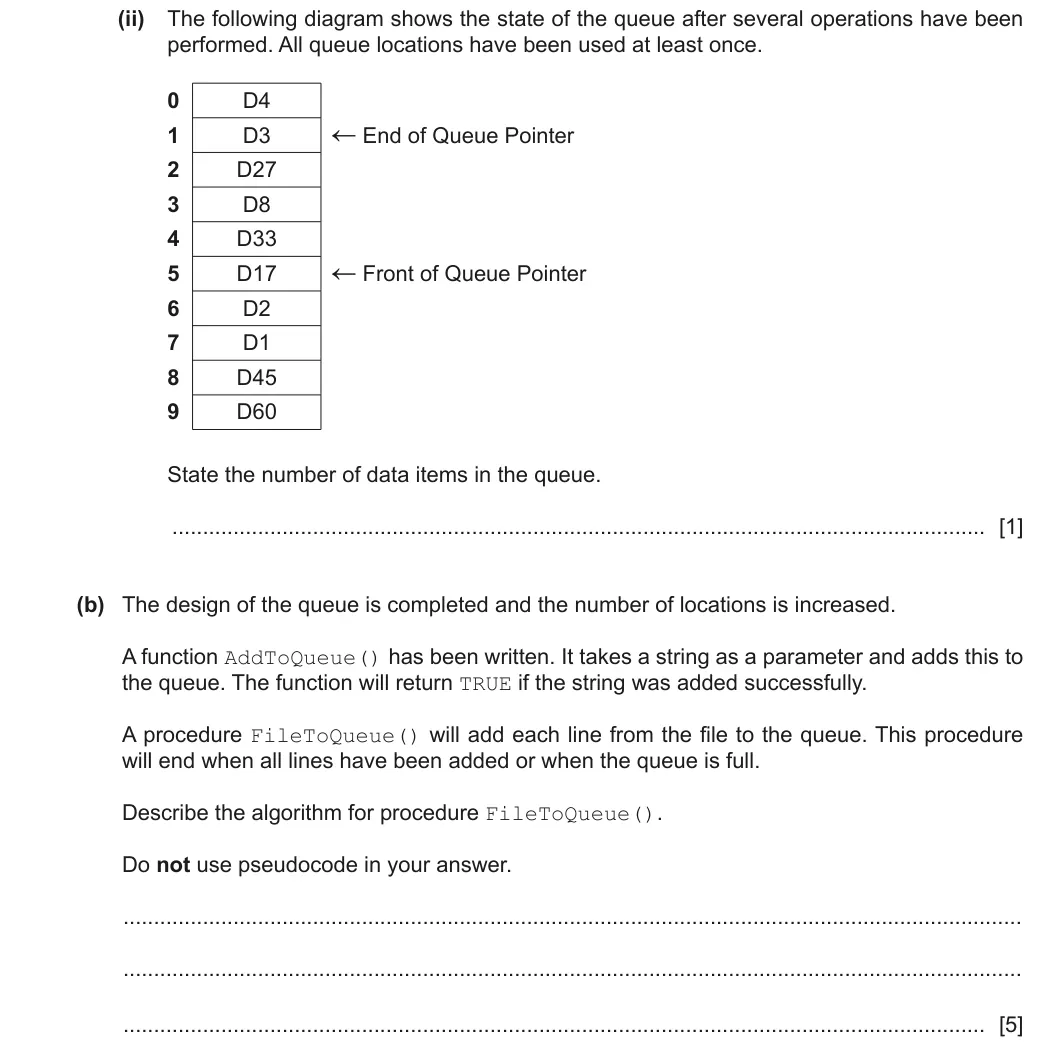 (ii) The following diagram shows the state of the queue after several operations have been
performed. All queue locations have been used at least once.
0 D4
1 D3 ← End of Queue Pointer
2 D27
3 D8
4 D33
5 D17 ← Front of Queue Pointer
6 D2
7 D1
8 D45
9 D60
State the number of data items in the queue.
...................................................................................................................................... [1]
(b) The design of the queue is completed and the number of locations is increased.
A function AddToQueue() has been written. It takes a string as a parameter and adds this to
the queue. The function will return TRUE if the string was added successfully.
A procedure FileToQueue() will add each line from the file to the queue. This procedure
will end when all lines have been added or when the queue is full.
Describe the algorithm for procedure FileToQueue().
Do not use pseudocode in your answer.
....................................................................................................................................................
....................................................................................................................................................
.............................................................................................................................................. [5]